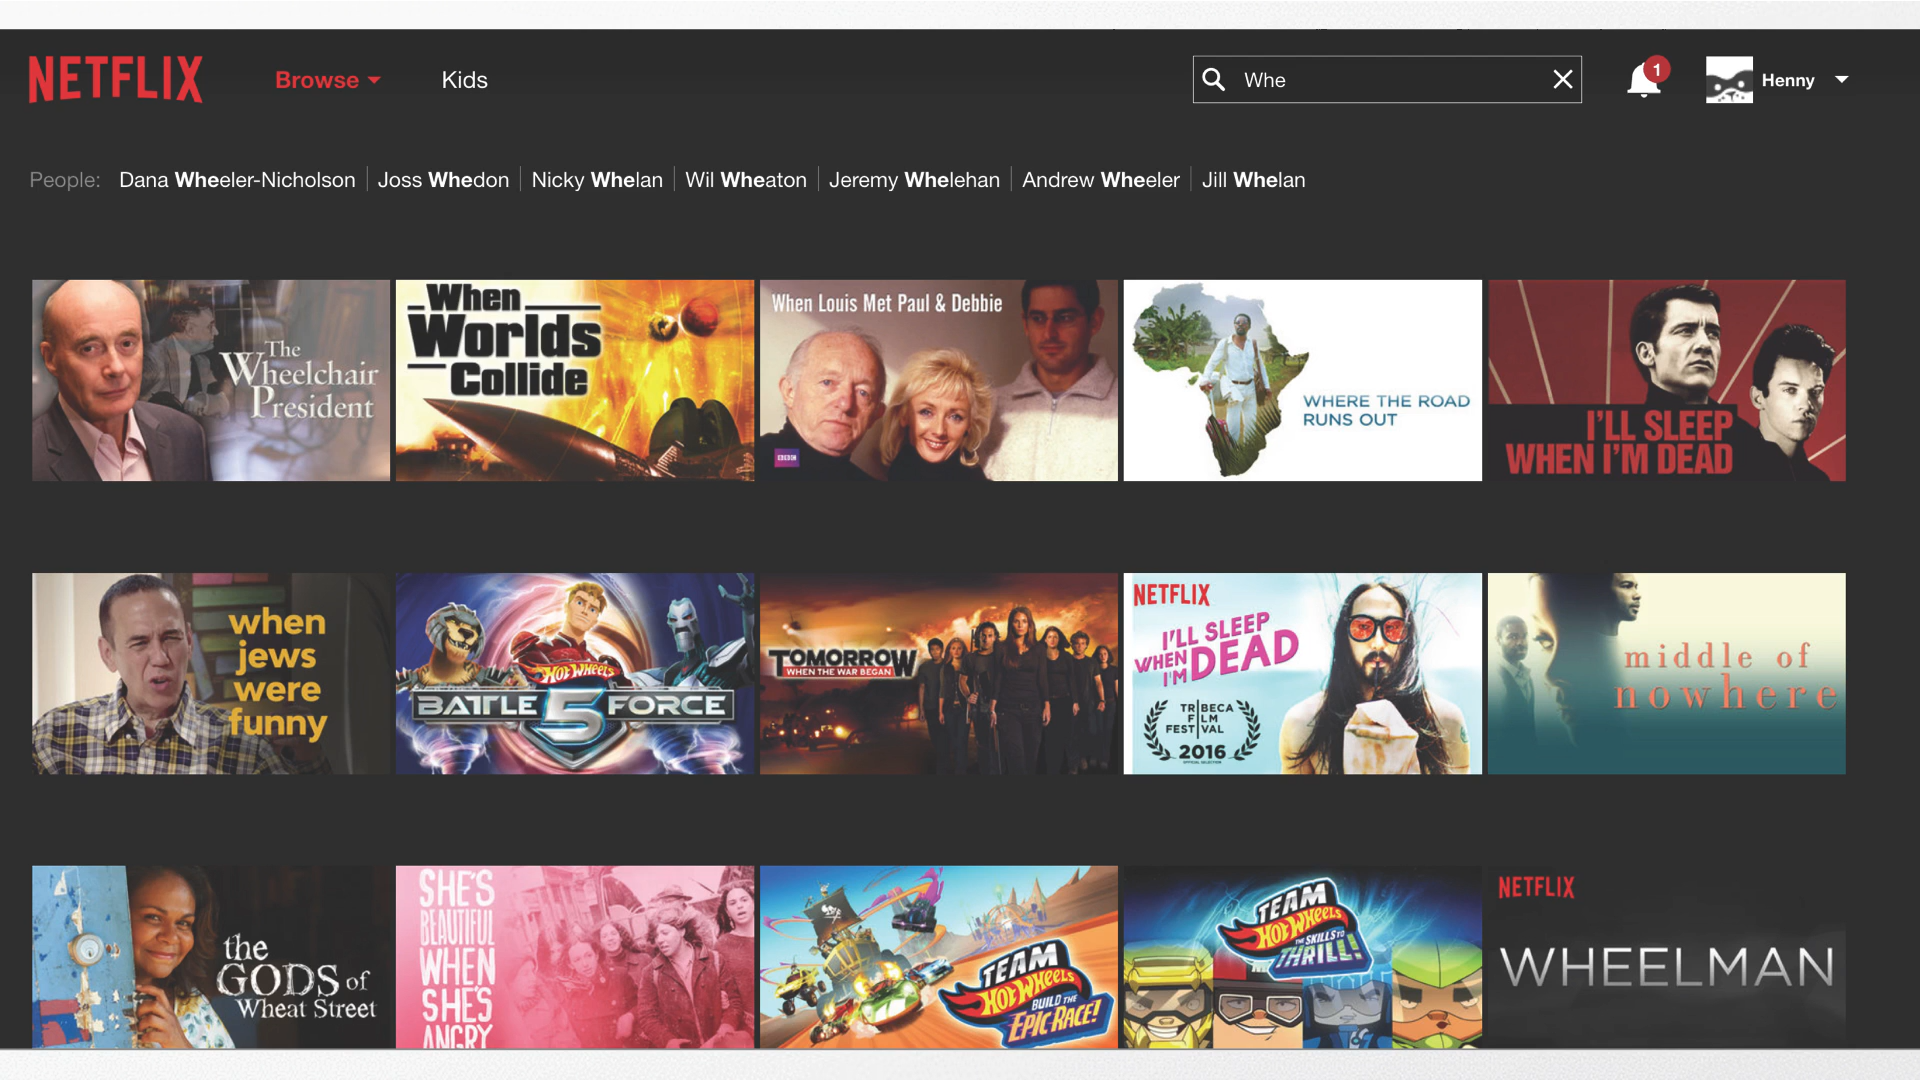 NETFLIX
Browse
Kids
Whe
1
Henny
People: Dana Wheeler-Nicholson Joss Whedon Nicky Whelan Wil Wheaton Jeremy Whelehan Andrew Wheeler Jill Whelan
The
Wheelchair
President
When
Worlds
Collide
When Louis Met Paul & Debbie
WHERE THE ROAD
RUNS OUT
I'LL SLEEP
WHEN I'M DEAD
when
jews
were
funny
HOT WHEELS
BATTLE 5 FORCE
TOMORROW
WHEN THE WAR BEGAN
NETFLIX
I'LL SLEEP
WHEN
I'M DEAD
TRIBECA
FILM
FESTIVAL
2016
OFFICIAL SELECTION
middle of
nowhere
the
GODS of
Wheat Street
SHE'S
BEAUTIFUL
WHEN
SHE'S
ANGRY
TEAM
HOT WHEELS
BUILD THE
EPIC RACE!
TEAM
HOT WHEELS
THE SKILLS TO
THRILL!
NETFLIX
WHEELMAN